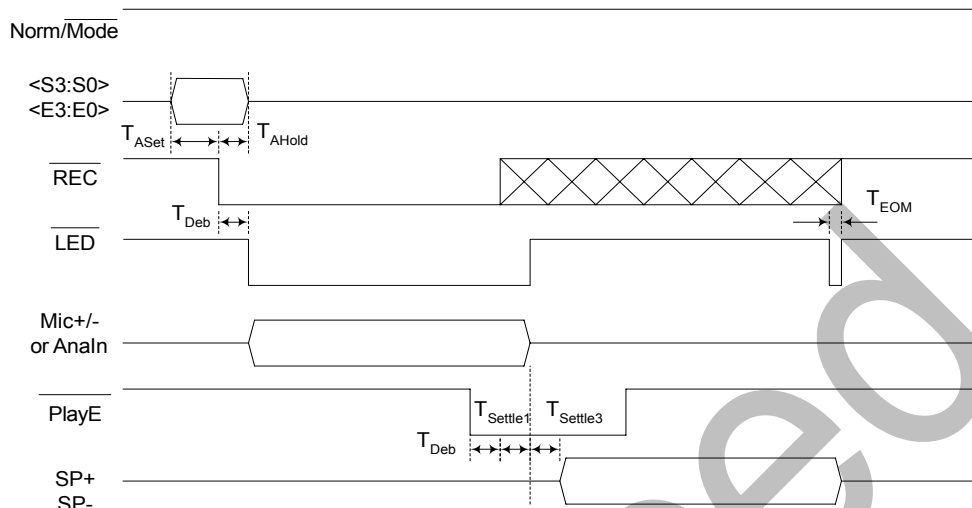 Norm/Mode
<S3:S0>
<E3:E0>
TASet
TAHold
REC
TDeb
TEOM
LED
Mic+/-
or AnaIn
PlayE
TSettle1
TSettle3
TDeb
SP+
SP-